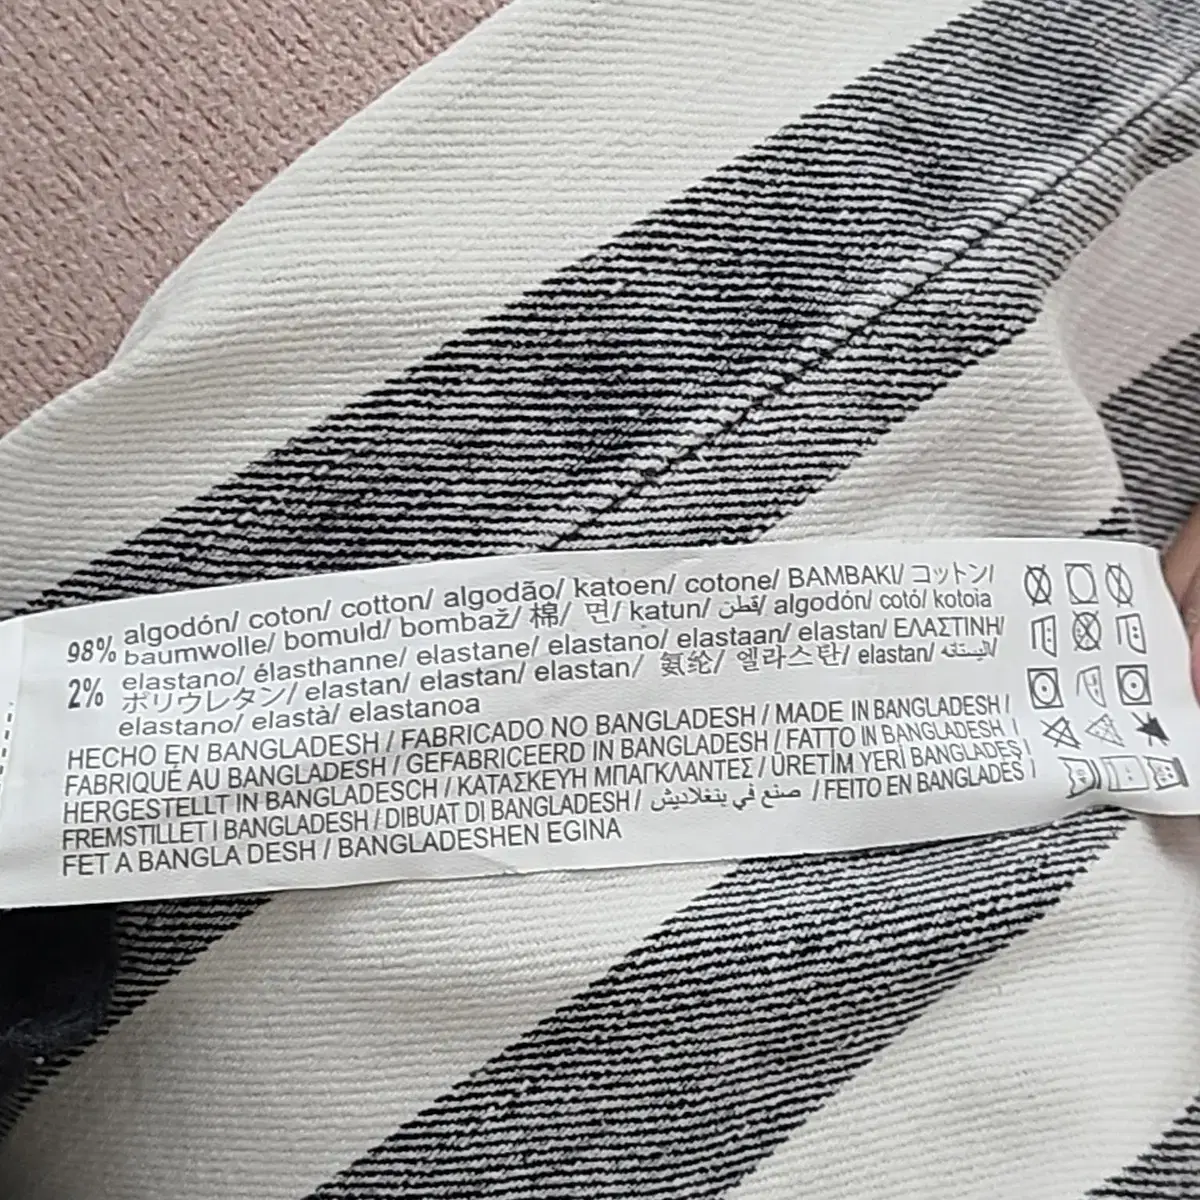 98% algodón/ coton/ cotton/ algodão/ katoen/ cotone/ BAMBAKI/ コットン/
baumwolle/ bomuld/ bombaž/ 棉/ 면/ katun/ قطن/ algodón/ cotó/ kotoia
2% elastano/ élasthanne/ elastane/ elastano/ elastaan/ elastan/ ΕΛΑΣΤΙΝΗ/
ポリウレタン/ elastan/ elastan/ elastan/ 氨纶/ 엘라스탄/ elastan/
elastano/ elastà/ elastanoa
HECHO EN BANGLADESH / FABRICADO NO BANGLADESH / MADE IN BANGLADESH /
FABRIQUÉ AU BANGLADESH / GEFABRICEERD IN BANGLADESH / FATTO IN BANGLADESH /
HERGESTELLT IN BANGLADESCH / ΚΑΤΑΣΚΕΥΗ ΜΠΑΓΚΛΑΝΤΕΣ / ÜRETİM YERİ BANGLADEŞ /
FREMSTILLET I BANGLADESH / DIBUAT DI BANGLADESH / صنع في بنغلاديش / FEITO EN BANGLADES /
FET A BANGLA DESH / BANGLADESHEN EGINA